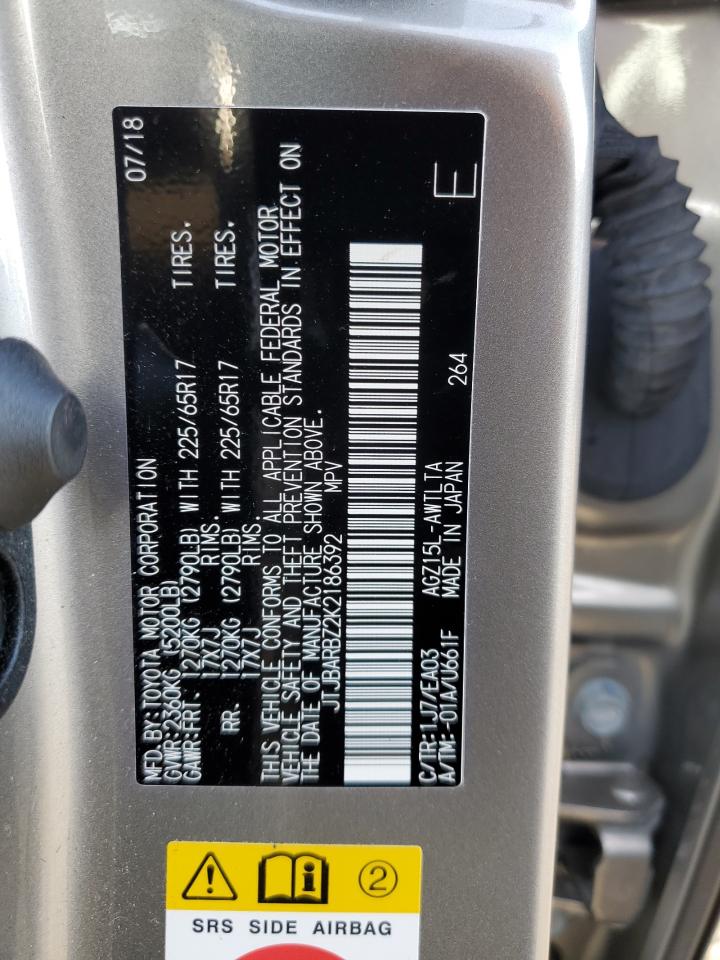 MFD.BY:TOYOTA MOTOR CORPORATION 07/18
GVWR:2360KG (5200LB)
GAWR:FRT. 1270KG (2790LB) WITH 225/65R17 TIRES.
17X7J RIMS.
RR. 1270KG (2790LB) WITH 225/65R17 TIRES.
17X7J RIMS.
THIS VEHICLE CONFORMS TO ALL APPLICABLE FEDERAL MOTOR
VEHICLE SAFETY AND THEFT PREVENTION STANDARDS IN EFFECT ON
THE DATE OF MANUFACTURE SHOWN ABOVE.
JTJBARBZ2K2186392 MPV
C/TR:1J7/EA03 AGZ15L-AWTLTA 264
A/TM:-01A/U661F MADE IN JAPAN
E
2
SRS SIDE AIRBAG